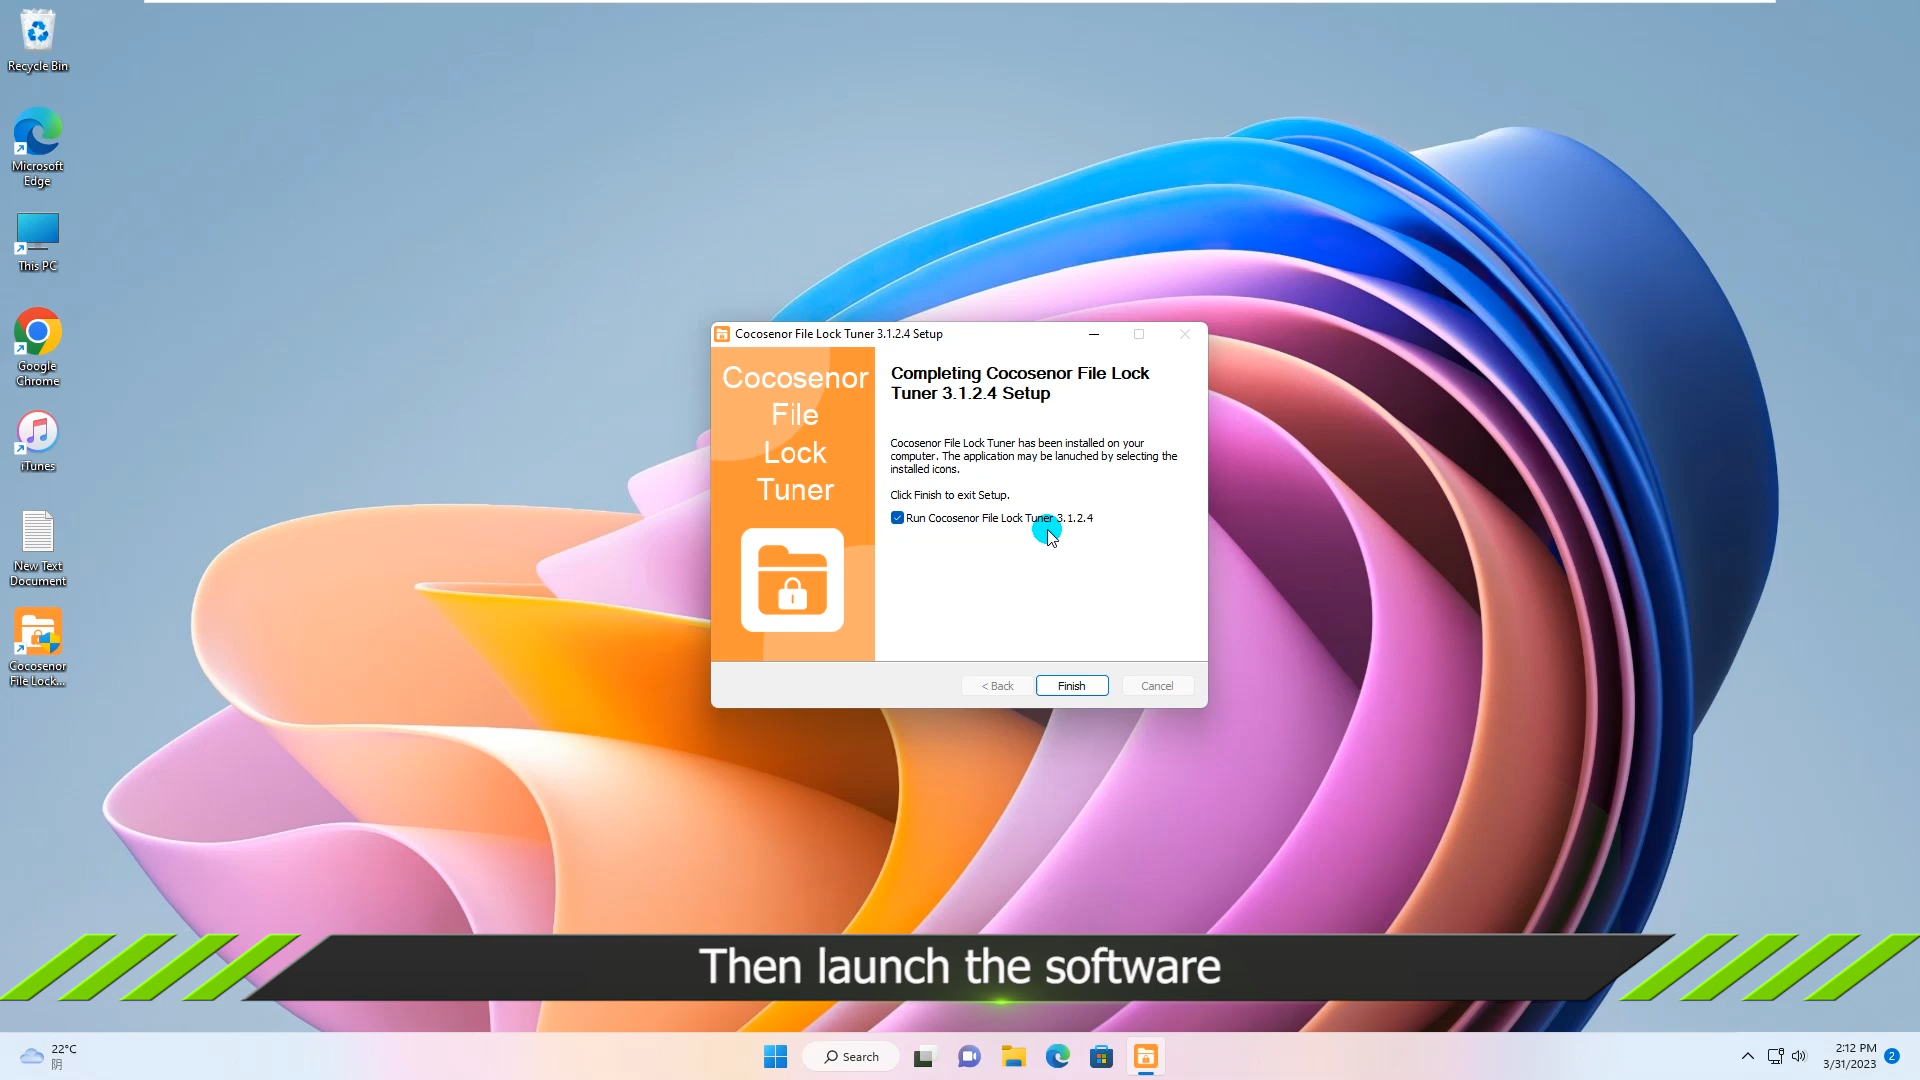 Recycle Bin
Microsoft
Edge
This PC
Google
Chrome
iTunes
New Text
Document
Cocosenor
File Lock...
Cocosenor File Lock Tuner 3.1.2.4 Setup
Cocosenor
File
Lock
Tuner
Completing Cocosenor File Lock
Tuner 3.1.2.4 Setup
Cocosenor File Lock Tuner has been installed on your
computer. The application may be lanuched by selecting the
installed icons.
Click Finish to exit Setup.
Run Cocosenor File Lock Tuner 3.1.2.4
< Back
Finish
Cancel
Then launch the software
22°C
阴
Search
2:12 PM
3/31/2023
2